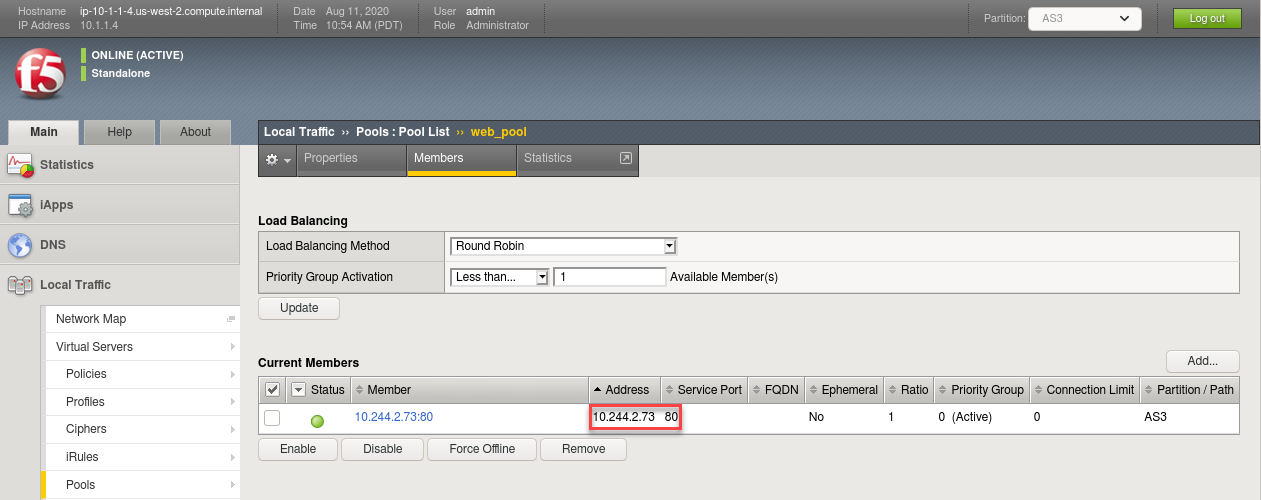 Hostname ip-10-1-1-4.us-west-2.compute.internal Date Aug 11, 2020 User admin
IP Address 10.1.1.4 Time 10:54 AM (PDT) Role Administrator
Partition: AS3 Log out
f5
ONLINE (ACTIVE)
Standalone
Main Help About
Statistics
iApps
DNS
Local Traffic
Network Map
Virtual Servers
Policies
Profiles
Ciphers
iRules
Pools
Local Traffic ›› Pools : Pool List ›› web_pool
Properties Members Statistics
Load Balancing
Load Balancing Method Round Robin
Priority Group Activation Less than... 1 Available Member(s)
Update
Current Members Add...
Status Member Address Service Port FQDN Ephemeral Ratio Priority Group Connection Limit Partition / Path
10.244.2.73:80 10.244.2.73 80 No 1 0 (Active) 0 AS3
Enable Disable Force Offline Remove